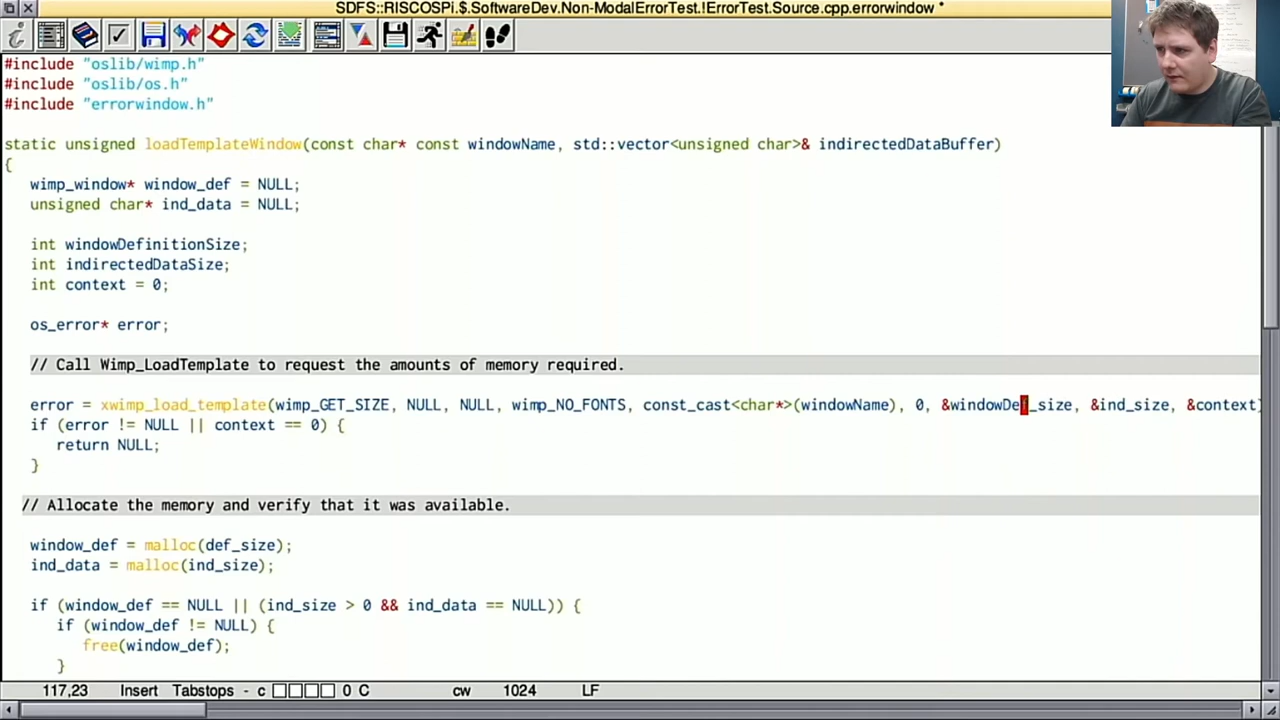 SDFS::RISCOSPi.$.SoftwareDev.Non-ModalErrorTest.!ErrorTest.Source.cpp.errorwindow *
#include "oslib/wimp.h"
#include "oslib/os.h"
#include "errorwindow.h"
static unsigned loadTemplateWindow(const char* const windowName, std::vector<unsigned char>& indirectedDataBuffer)
{
wimp_window* window_def = NULL;
unsigned char* ind_data = NULL;
int windowDefinitionSize;
int indirectedDataSize;
int context = 0;
os_error* error;
// Call Wimp_LoadTemplate to request the amounts of memory required.
error = xwimp_load_template(wimp_GET_SIZE, NULL, NULL, wimp_NO_FONTS, const_cast<char*>(windowName), 0, &windowDef_size, &ind_size, &context)
if (error != NULL || context == 0) {
return NULL;
}
// Allocate the memory and verify that it was available.
window_def = malloc(def_size);
ind_data = malloc(ind_size);
if (window_def == NULL || (ind_size > 0 && ind_data == NULL)) {
if (window_def != NULL) {
free(window_def);
}
117,23 Insert Tabstops - c 0 C cw 1024 LF